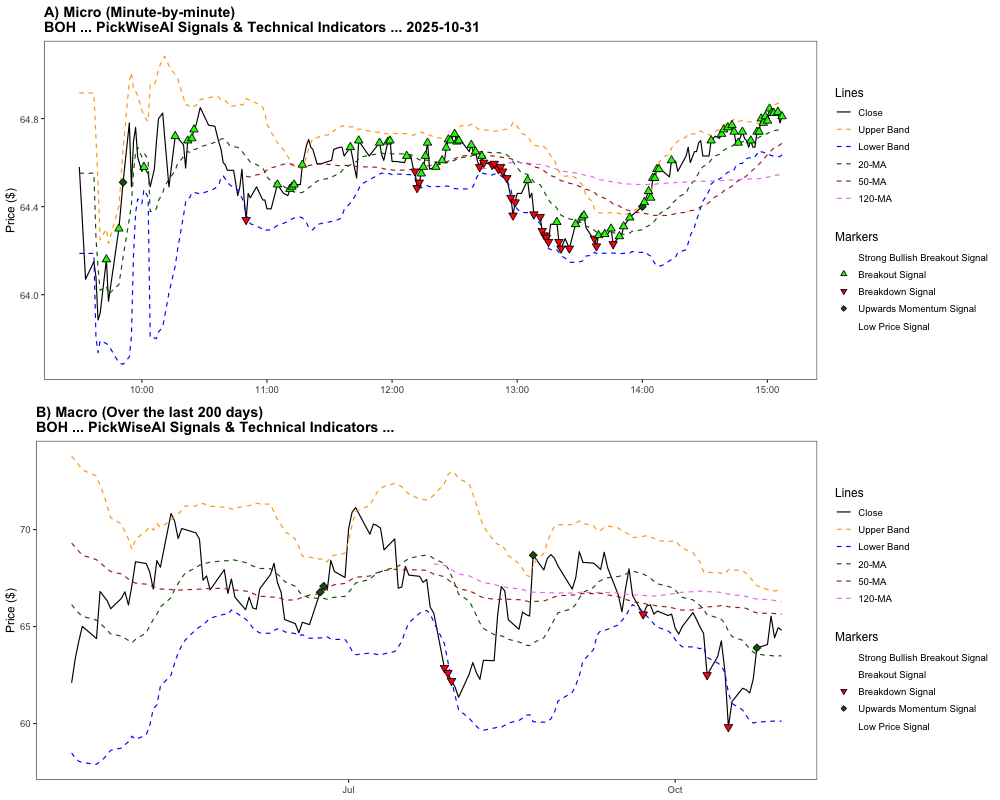 A) Micro (Minute-by-minute)
BOH ... PickWiseAI Signals & Technical Indicators ... 2025-10-31
Price ($)
64.8
64.4
64.0
10:00
11:00
12:00
13:00
14:00
15:00
Lines
Close
Upper Band
Lower Band
20-MA
50-MA
120-MA
Markers
Strong Bullish Breakout Signal
Breakout Signal
Breakdown Signal
Upwards Momentum Signal
Low Price Signal
B) Macro (Over the last 200 days)
BOH ... PickWiseAI Signals & Technical Indicators ...
Price ($)
70
65
60
Jul
Oct
Lines
Close
Upper Band
Lower Band
20-MA
50-MA
120-MA
Markers
Strong Bullish Breakout Signal
Breakout Signal
Breakdown Signal
Upwards Momentum Signal
Low Price Signal